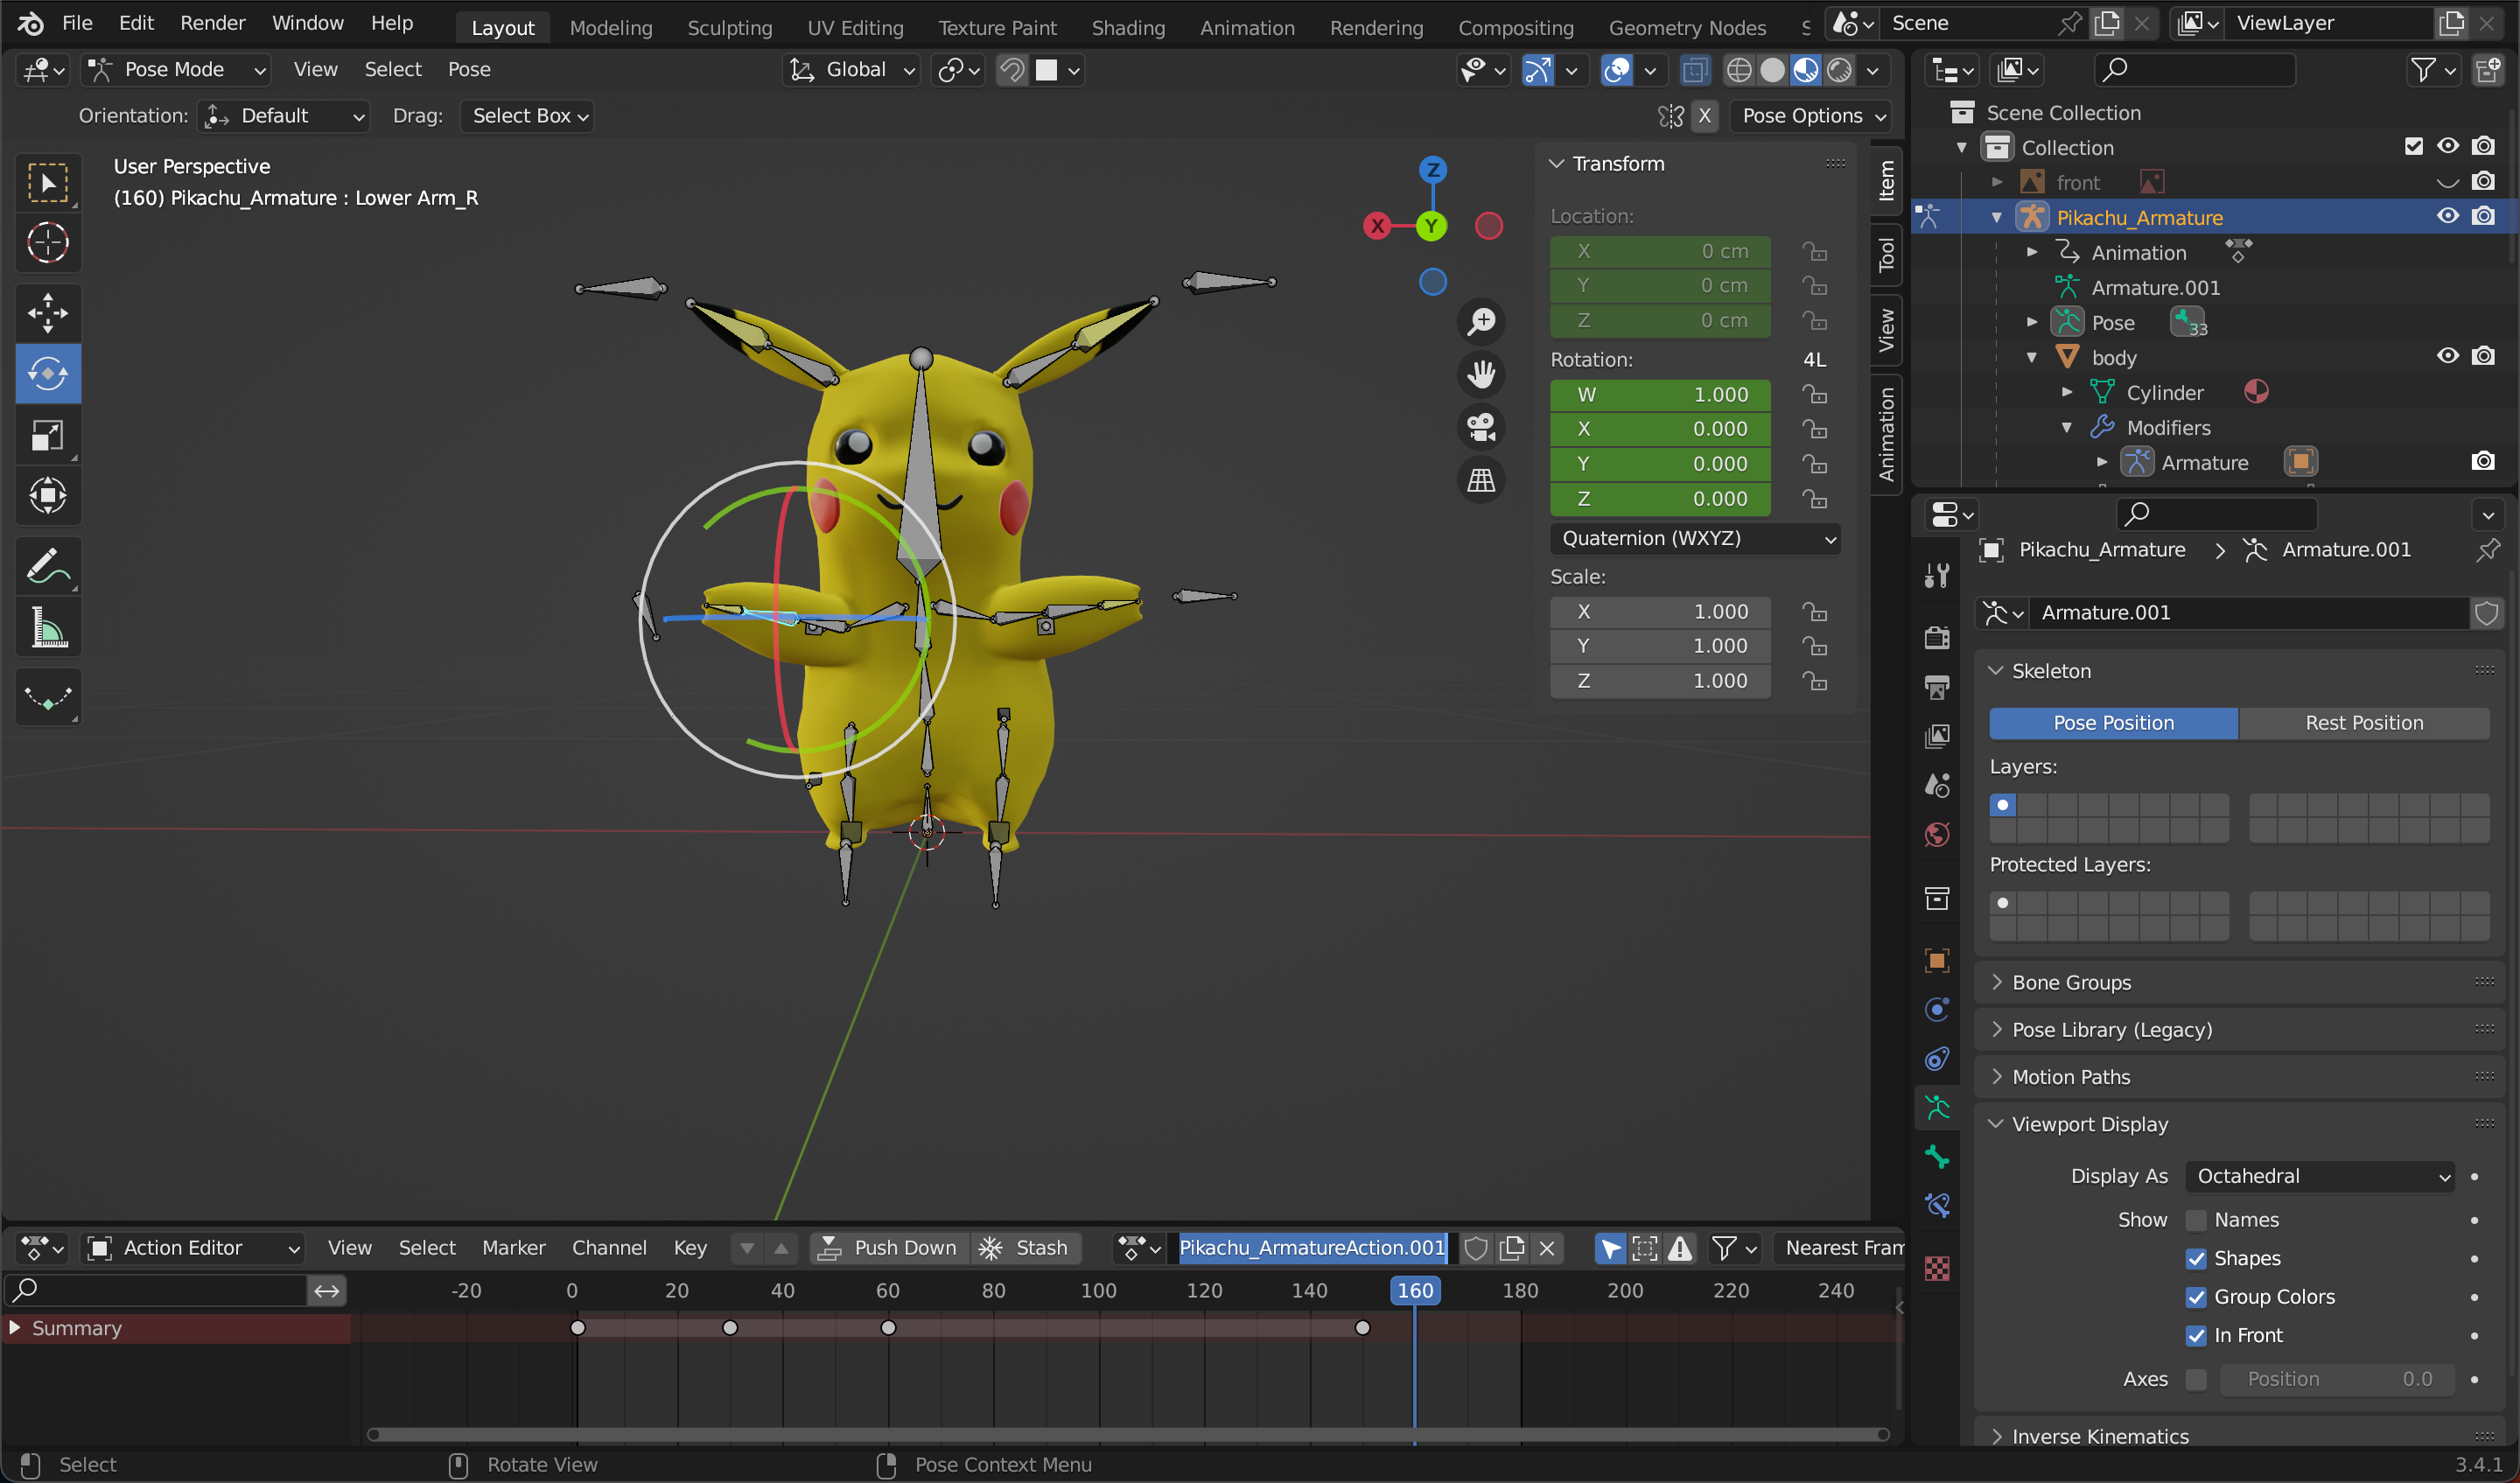 File Edit Render Window Help Layout Modeling Sculpting UV Editing Texture Paint Shading Animation Rendering Compositing Geometry Nodes S Scene ViewLayer
Pose Mode View Select Pose Global
Orientation: Default Drag: Select Box X Pose Options
User Perspective
(160) Pikachu_Armature : Lower Arm_R
Z
X
Y
Transform
Location:
X 0 cm
Y 0 cm
Z 0 cm
Rotation: 4L
W 1.000
X 0.000
Y 0.000
Z 0.000
Quaternion (WXYZ)
Scale:
X 1.000
Y 1.000
Z 1.000
Item
Tool
View
Animation
Scene Collection
Collection
front
Pikachu_Armature
Animation
Armature.001
Pose 33
body
Cylinder
Modifiers
Armature
Pikachu_Armature Armature.001
Armature.001
Skeleton
Pose Position Rest Position
Layers:
Protected Layers:
Bone Groups
Pose Library (Legacy)
Motion Paths
Viewport Display
Display As Octahedral
Show Names
Shapes
Group Colors
In Front
Axes Position 0.0
Inverse Kinematics
Action Editor View Select Marker Channel Key Push Down Stash Pikachu_ArmatureAction.001 Nearest Fram
-20 0 20 40 60 80 100 120 140 160 180 200 220 240
Summary
Select Rotate View Pose Context Menu 3.4.1